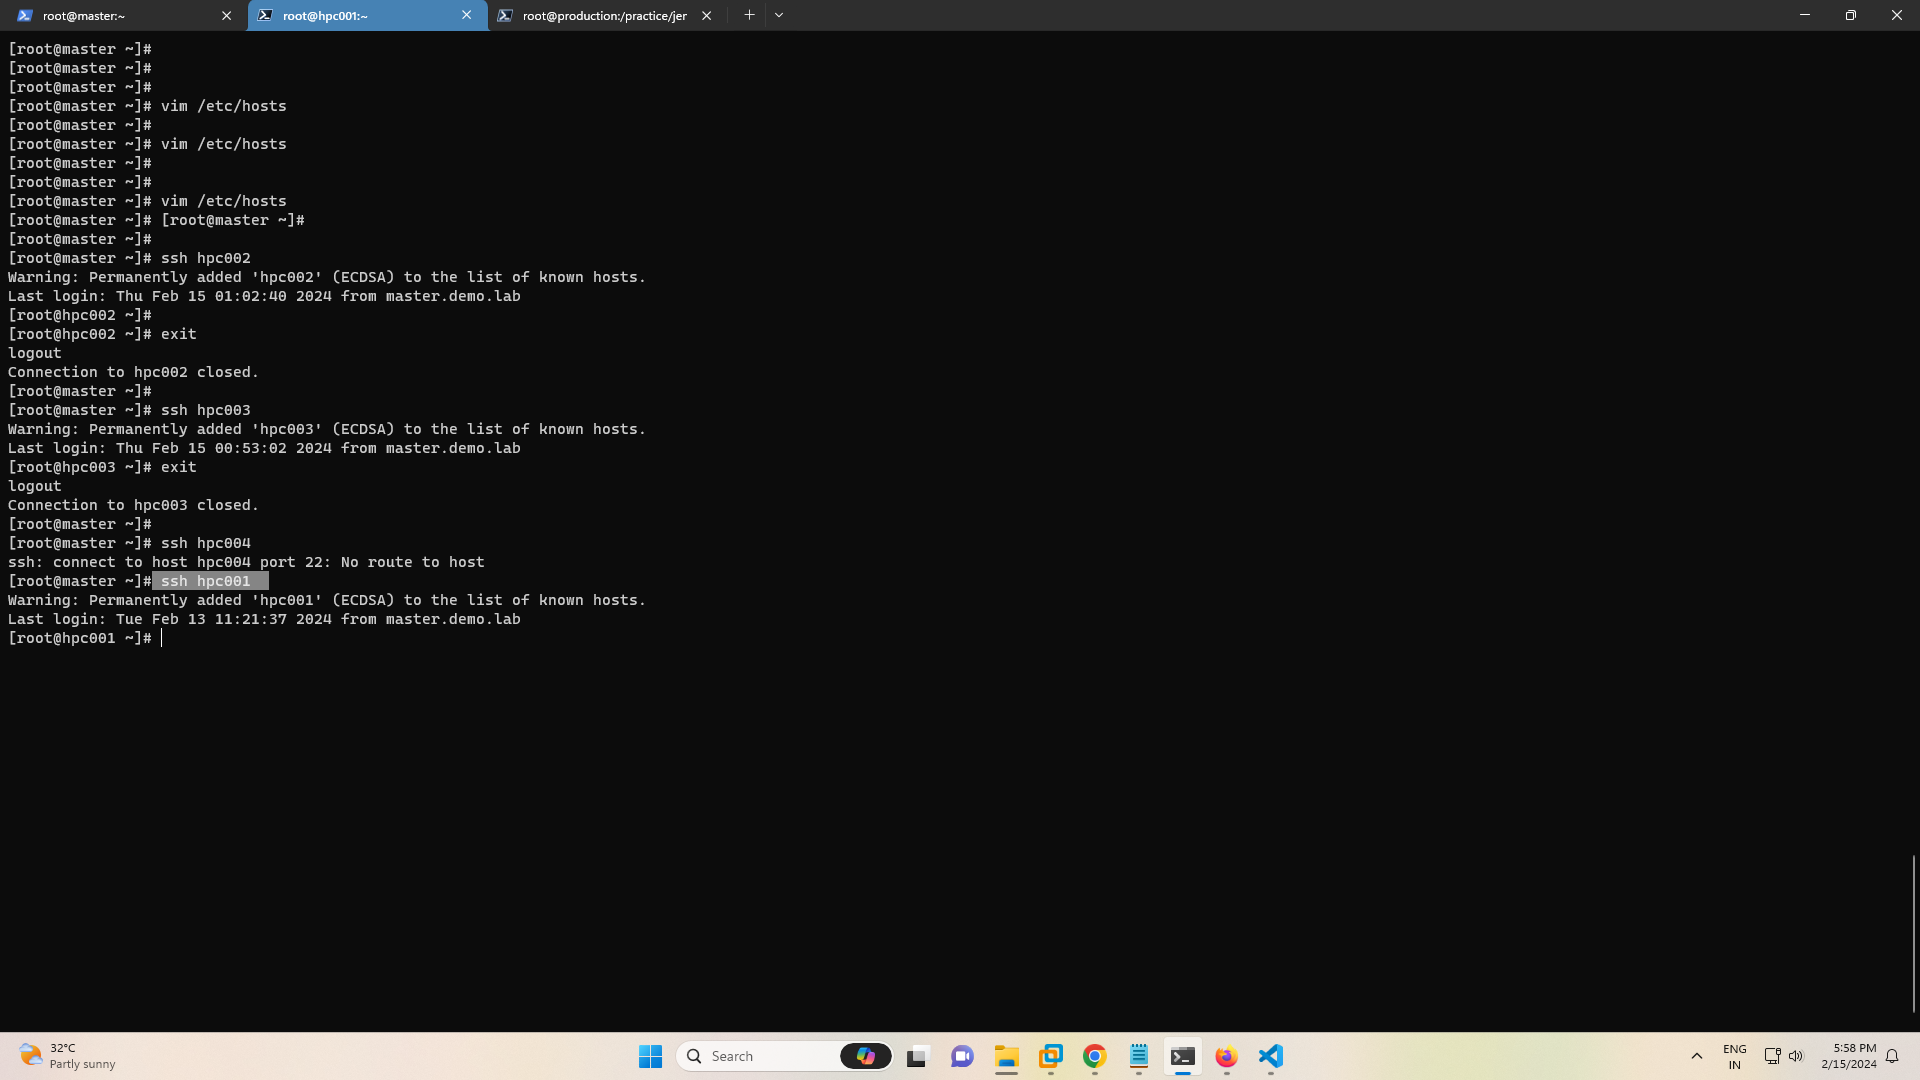 root@master:~
root@hpc001:~
root@production:/practice/jer
[root@master ~]#
[root@master ~]#
[root@master ~]#
[root@master ~]# vim /etc/hosts
[root@master ~]#
[root@master ~]# vim /etc/hosts
[root@master ~]#
[root@master ~]#
[root@master ~]# vim /etc/hosts
[root@master ~]# [root@master ~]#
[root@master ~]#
[root@master ~]# ssh hpc002
Warning: Permanently added 'hpc002' (ECDSA) to the list of known hosts.
Last login: Thu Feb 15 01:02:40 2024 from master.demo.lab
[root@hpc002 ~]#
[root@hpc002 ~]# exit
logout
Connection to hpc002 closed.
[root@master ~]#
[root@master ~]# ssh hpc003
Warning: Permanently added 'hpc003' (ECDSA) to the list of known hosts.
Last login: Thu Feb 15 00:53:02 2024 from master.demo.lab
[root@hpc003 ~]# exit
logout
Connection to hpc003 closed.
[root@master ~]#
[root@master ~]# ssh hpc004
ssh: connect to host hpc004 port 22: No route to host
[root@master ~]# ssh hpc001
Warning: Permanently added 'hpc001' (ECDSA) to the list of known hosts.
Last login: Tue Feb 13 11:21:37 2024 from master.demo.lab
[root@hpc001 ~]#
32°C
Partly sunny
Search
ENG
IN
5:58 PM
2/15/2024